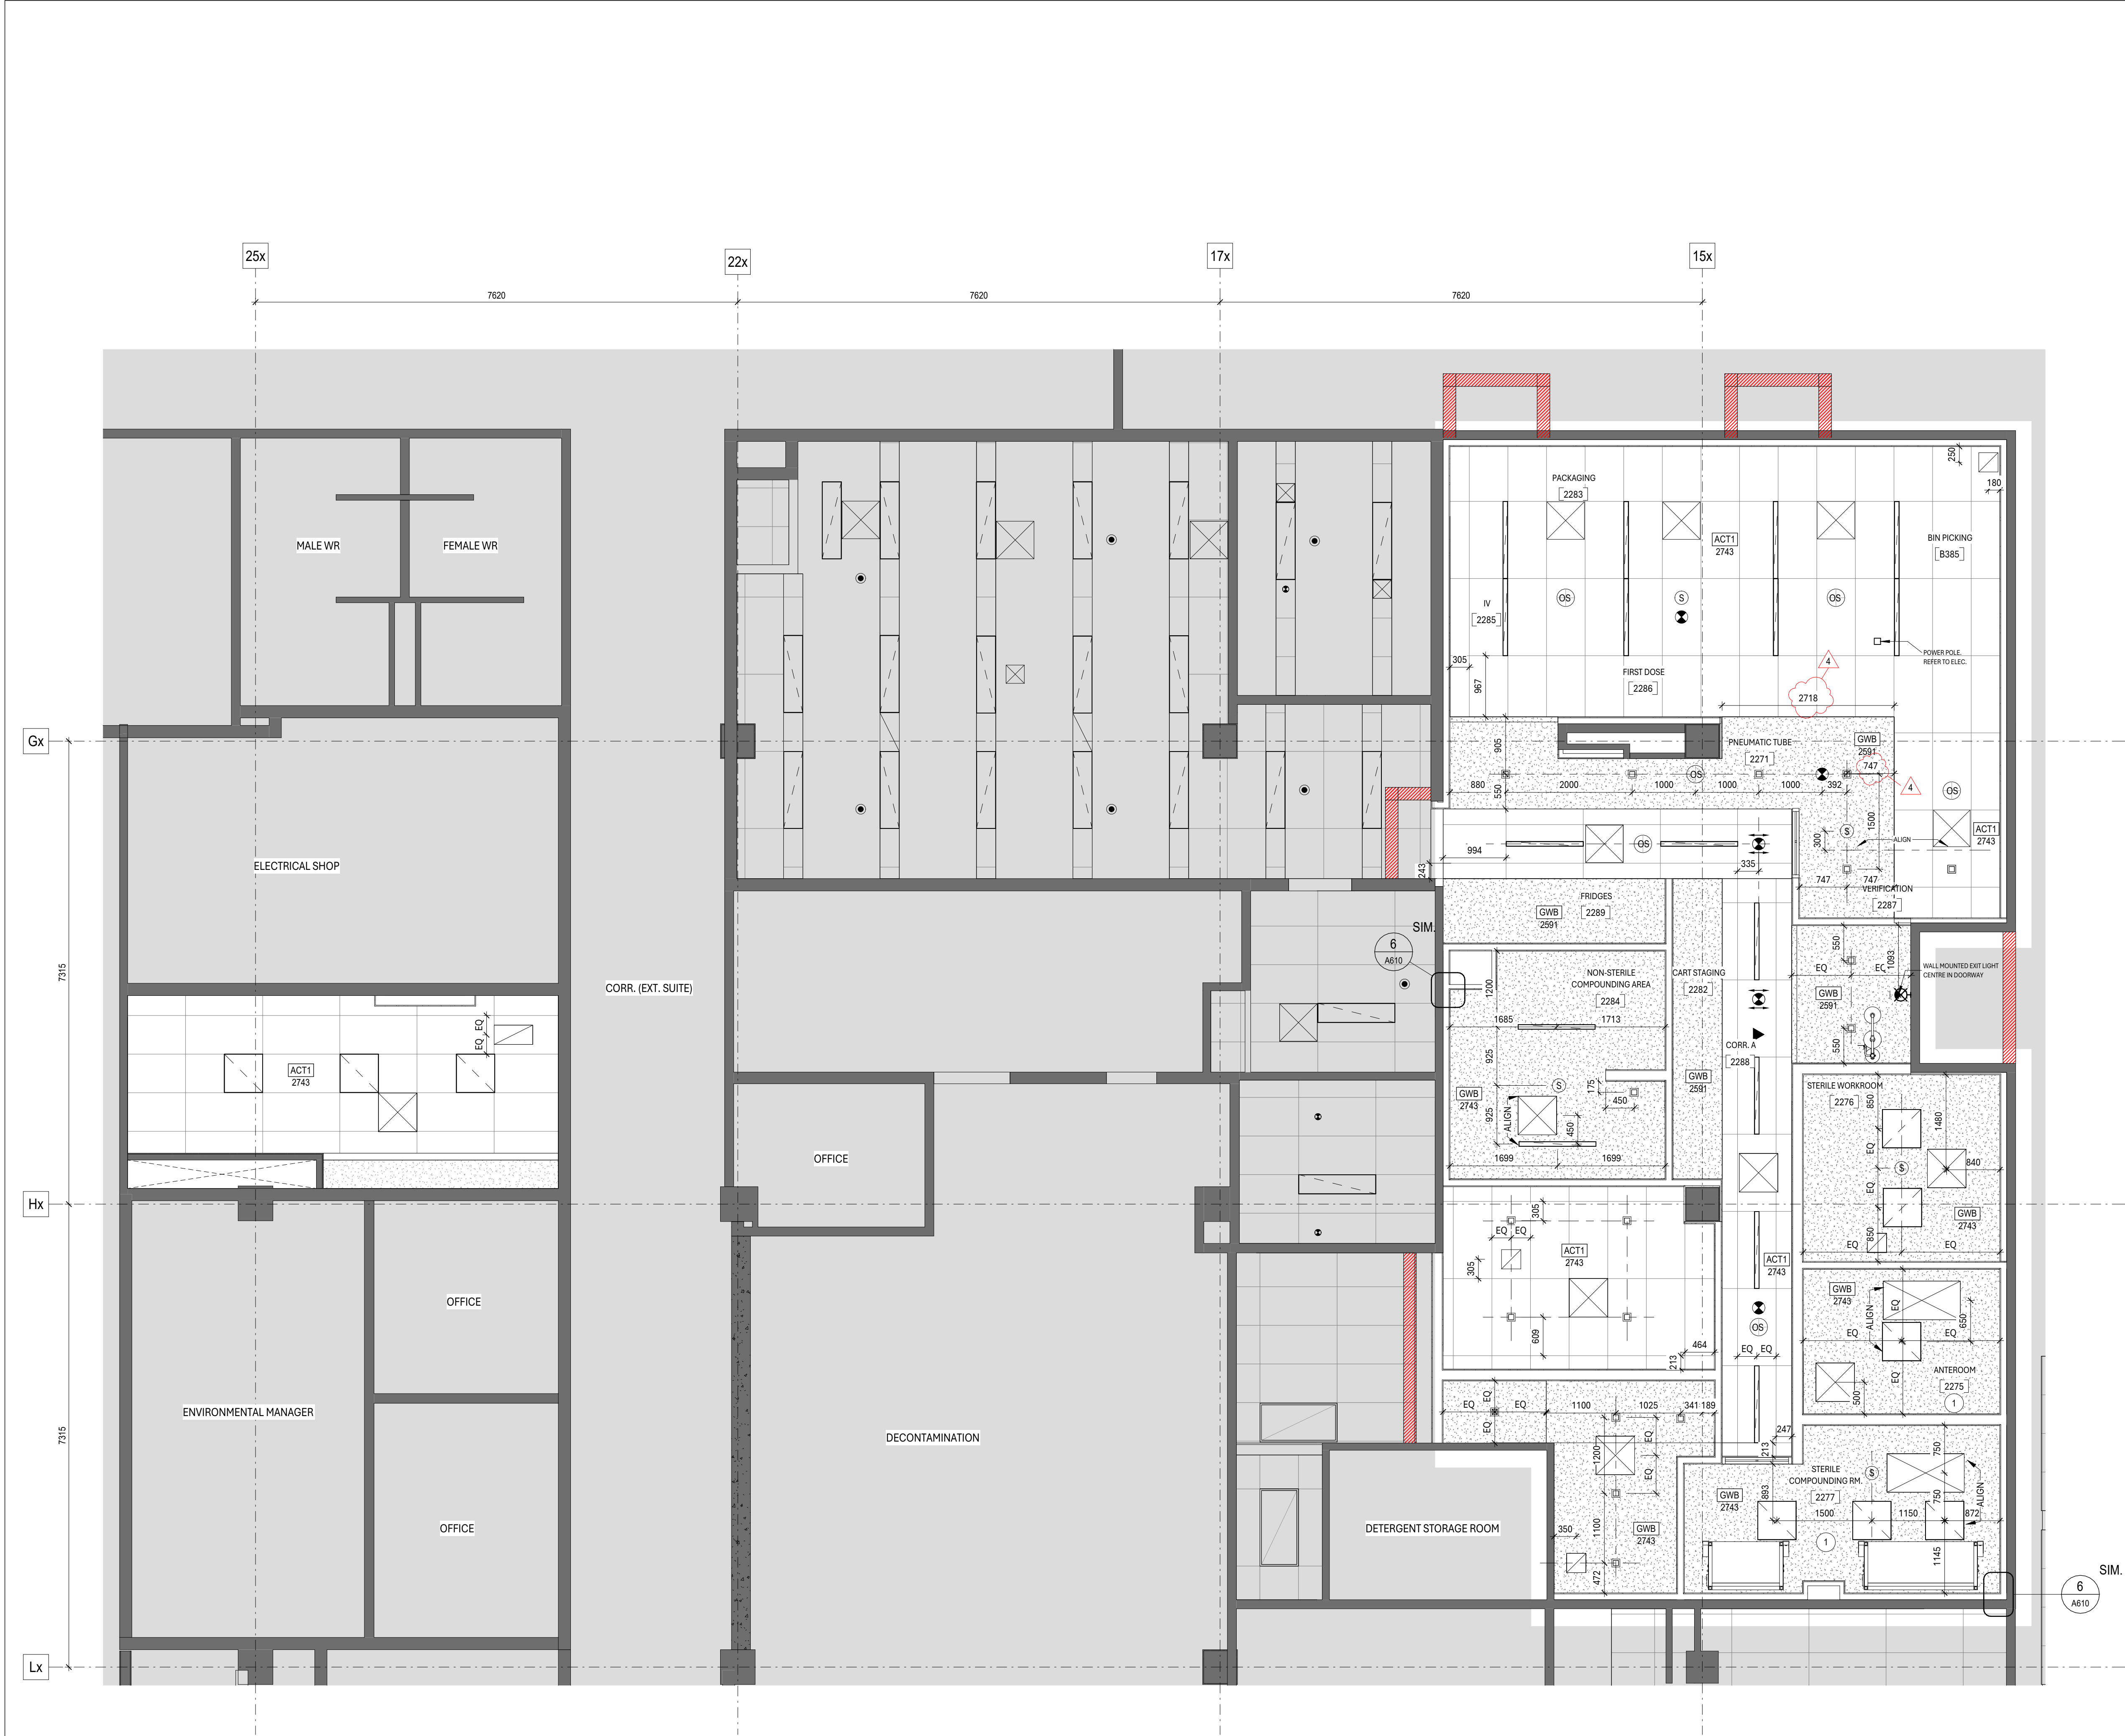 25x
22x
17x
15x
7620
7620
7620
250
180
PACKAGING
2283
ACT1
2743
BIN PICKING
B385
MALE WR
FEMALE WR
IV
2285
OS
S
OS
POWER POLE.
REFER TO ELEC.
305
967
FIRST DOSE
2286
4
2718
Gx
905
PNEUMATIC TUBE
2271
GWB
2591
747
OS
880
550
2000
1000
1000
1000
392
4
OS
1500
300
S
ALIGN
ACT1
2743
994
OS
243
335
747
747
VERIFICATION
2287
ELECTRICAL SHOP
FRIDGES
2289
GWB
2591
SIM.
6
A610
550
1093
EQ
EQ
WALL MOUNTED EXIT LIGHT
CENTRE IN DOORWAY
7315
CORR. (EXT. SUITE)
NON-STERILE
COMPOUNDING AREA
2284
CART STAGING
2282
1200
GWB
2591
1685
1713
EQ
EQ
ACT1
2743
925
CORR. A
2288
550
GWB
2743
S
175
450
GWB
2591
STERILE WORKROOM
2276
850
1480
925
ALIGN
450
EQ
S
840
OFFICE
1699
1699
EQ
Hx
305
EQ
EQ
ACT1
2743
305
GWB
2743
850
EQ
EQ
ACT1
2743
GWB
2743
ALIGN
EQ
650
OFFICE
609
OS
EQ
EQ
464
213
EQ
EQ
EQ
ANTEROOM
2275
1
500
ENVIRONMENTAL MANAGER
EQ
EQ
EQ
EQ
1100
1025
341
189
247
213
7315
DECONTAMINATION
1200
EQ
EQ
750
STERILE
COMPOUNDING RM.
2277
S
GWB
2743
893
750
ALIGN
1500
1150
872
OFFICE
DETERGENT STORAGE ROOM
350
1100
GWB
2743
1
1145
472
SIM.
6
A610
Lx